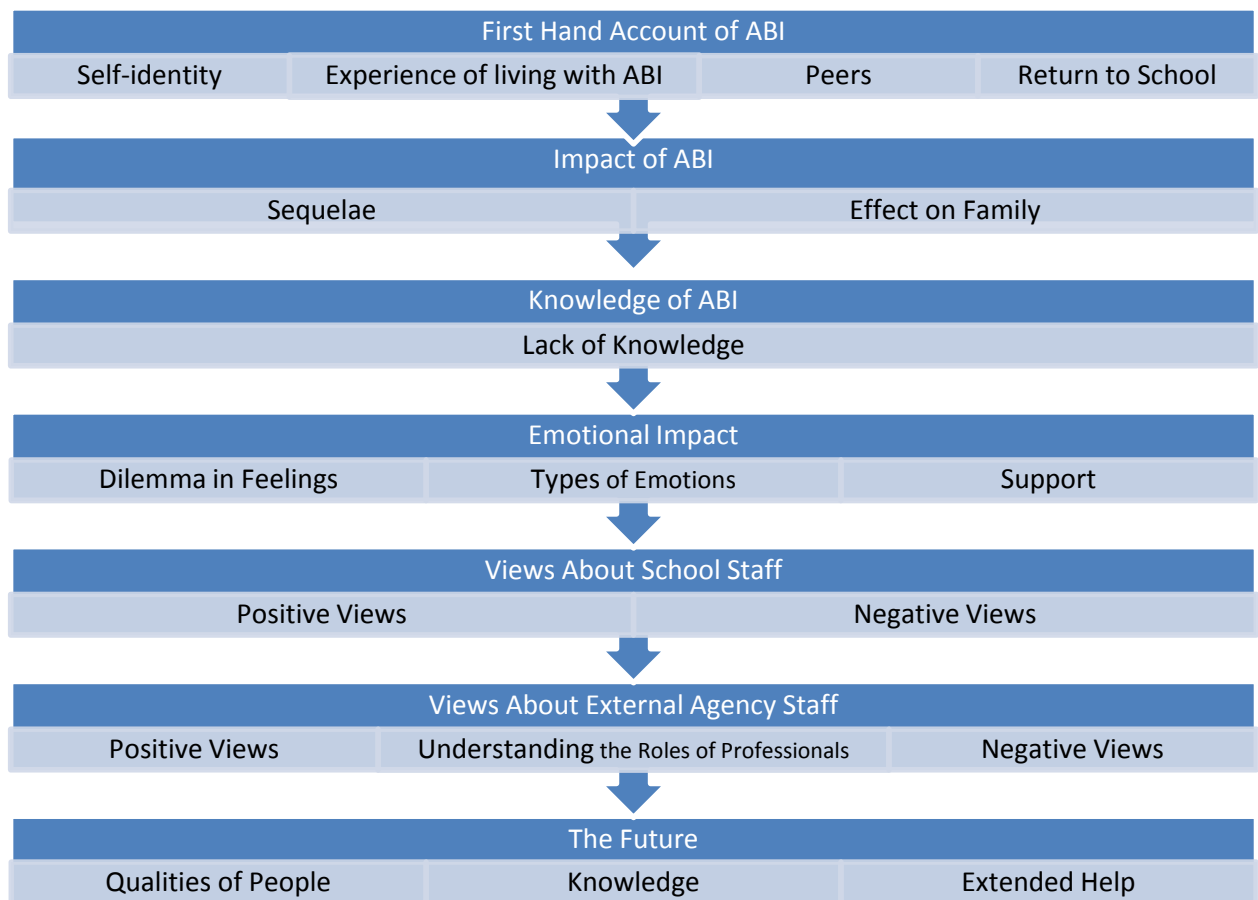 First Hand Account of ABI
Self-identity Experience of living with ABI Peers Return to School
Impact of ABI
Sequelae Effect on Family
Knowledge of ABI
Lack of Knowledge
Emotional Impact
Dilemma in Feelings Types of Emotions Support
Views About School Staff
Positive Views Negative Views
Views About External Agency Staff
Positive Views Understanding the Roles of Professionals Negative Views
The Future
Qualities of People Knowledge Extended Help